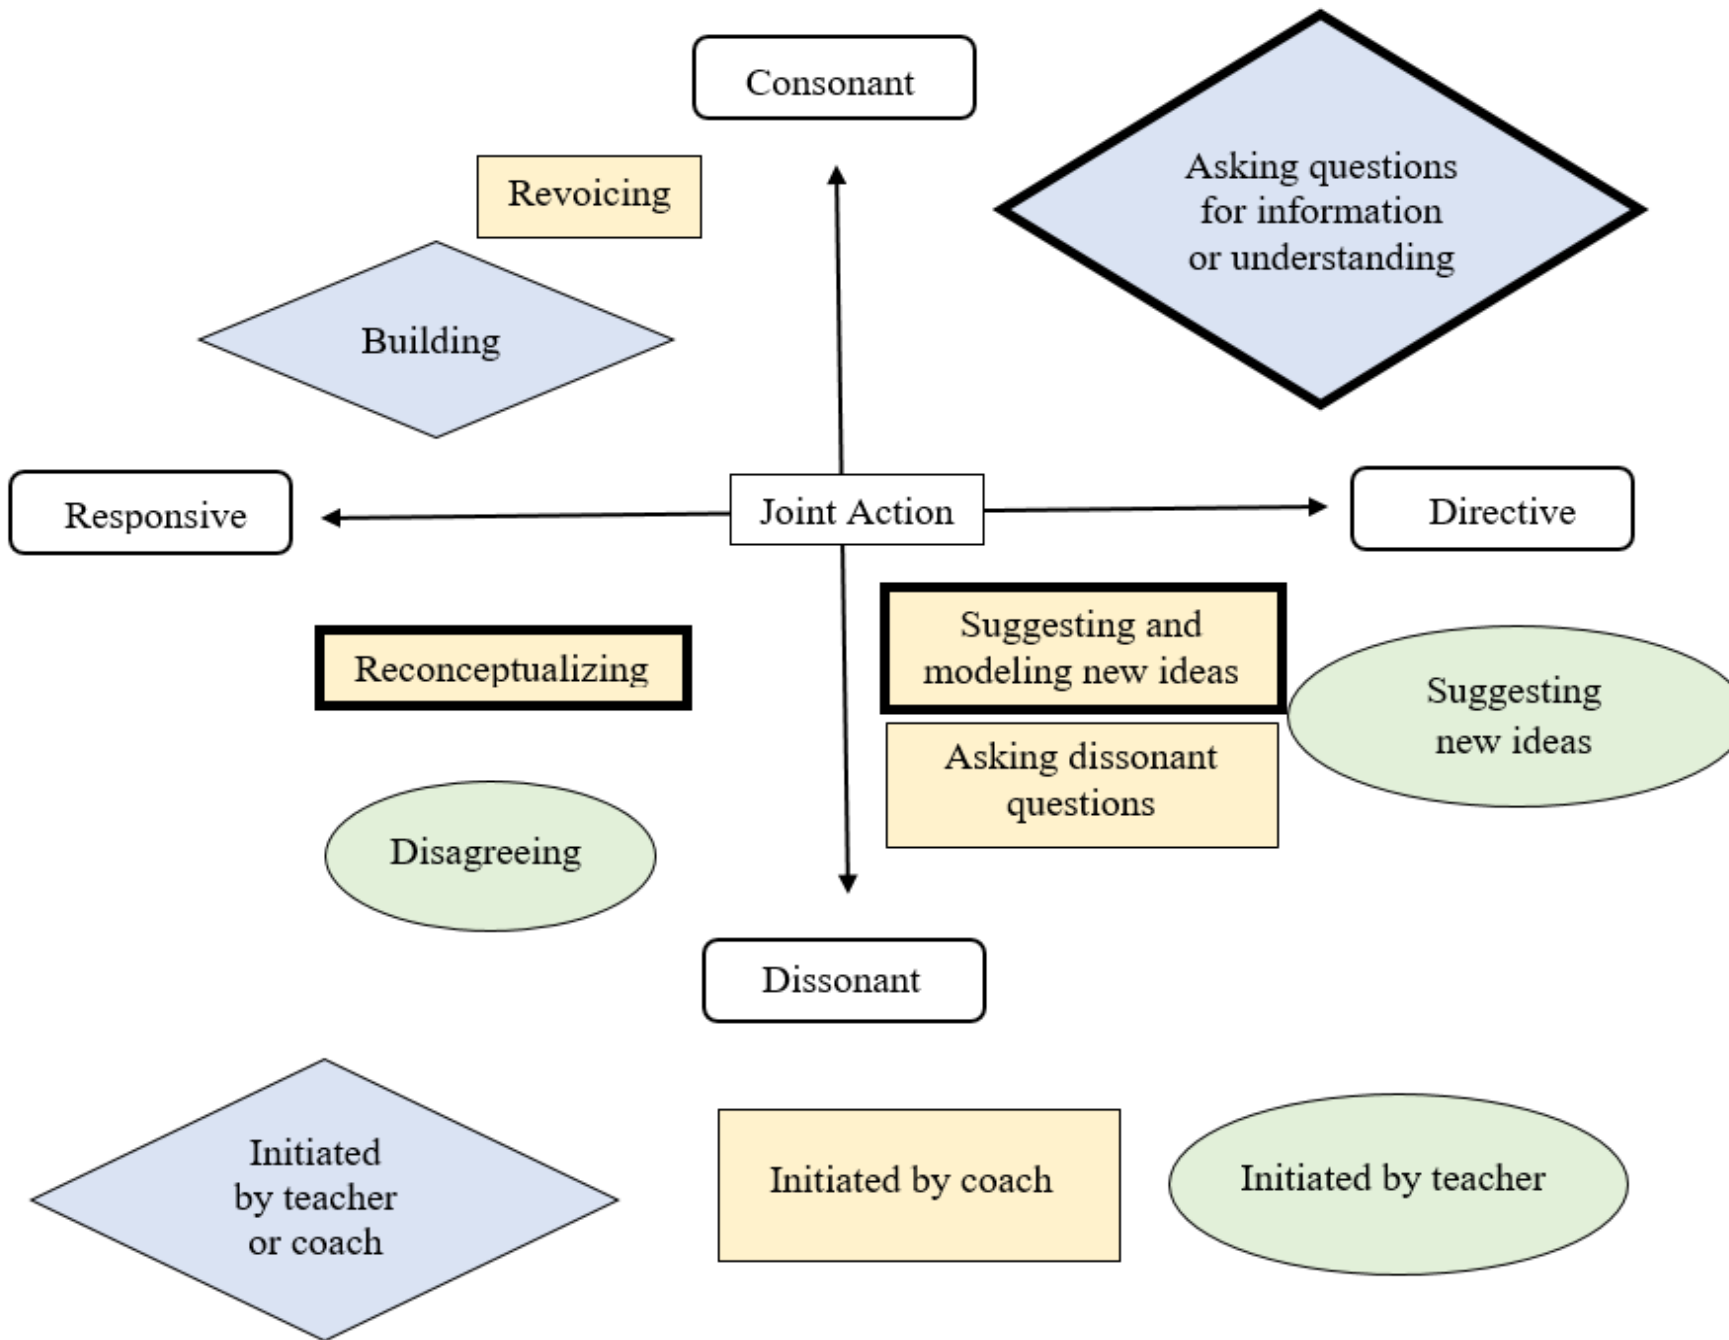 Consonant
Asking questions
for information
or understanding
Revoicing
Building
Responsive
Joint Action
Directive
Reconceptualizing
Suggesting and
modeling new ideas
Suggesting
new ideas
Asking dissonant
questions
Disagreeing
Dissonant
Initiated
by teacher
or coach
Initiated by coach
Initiated by teacher